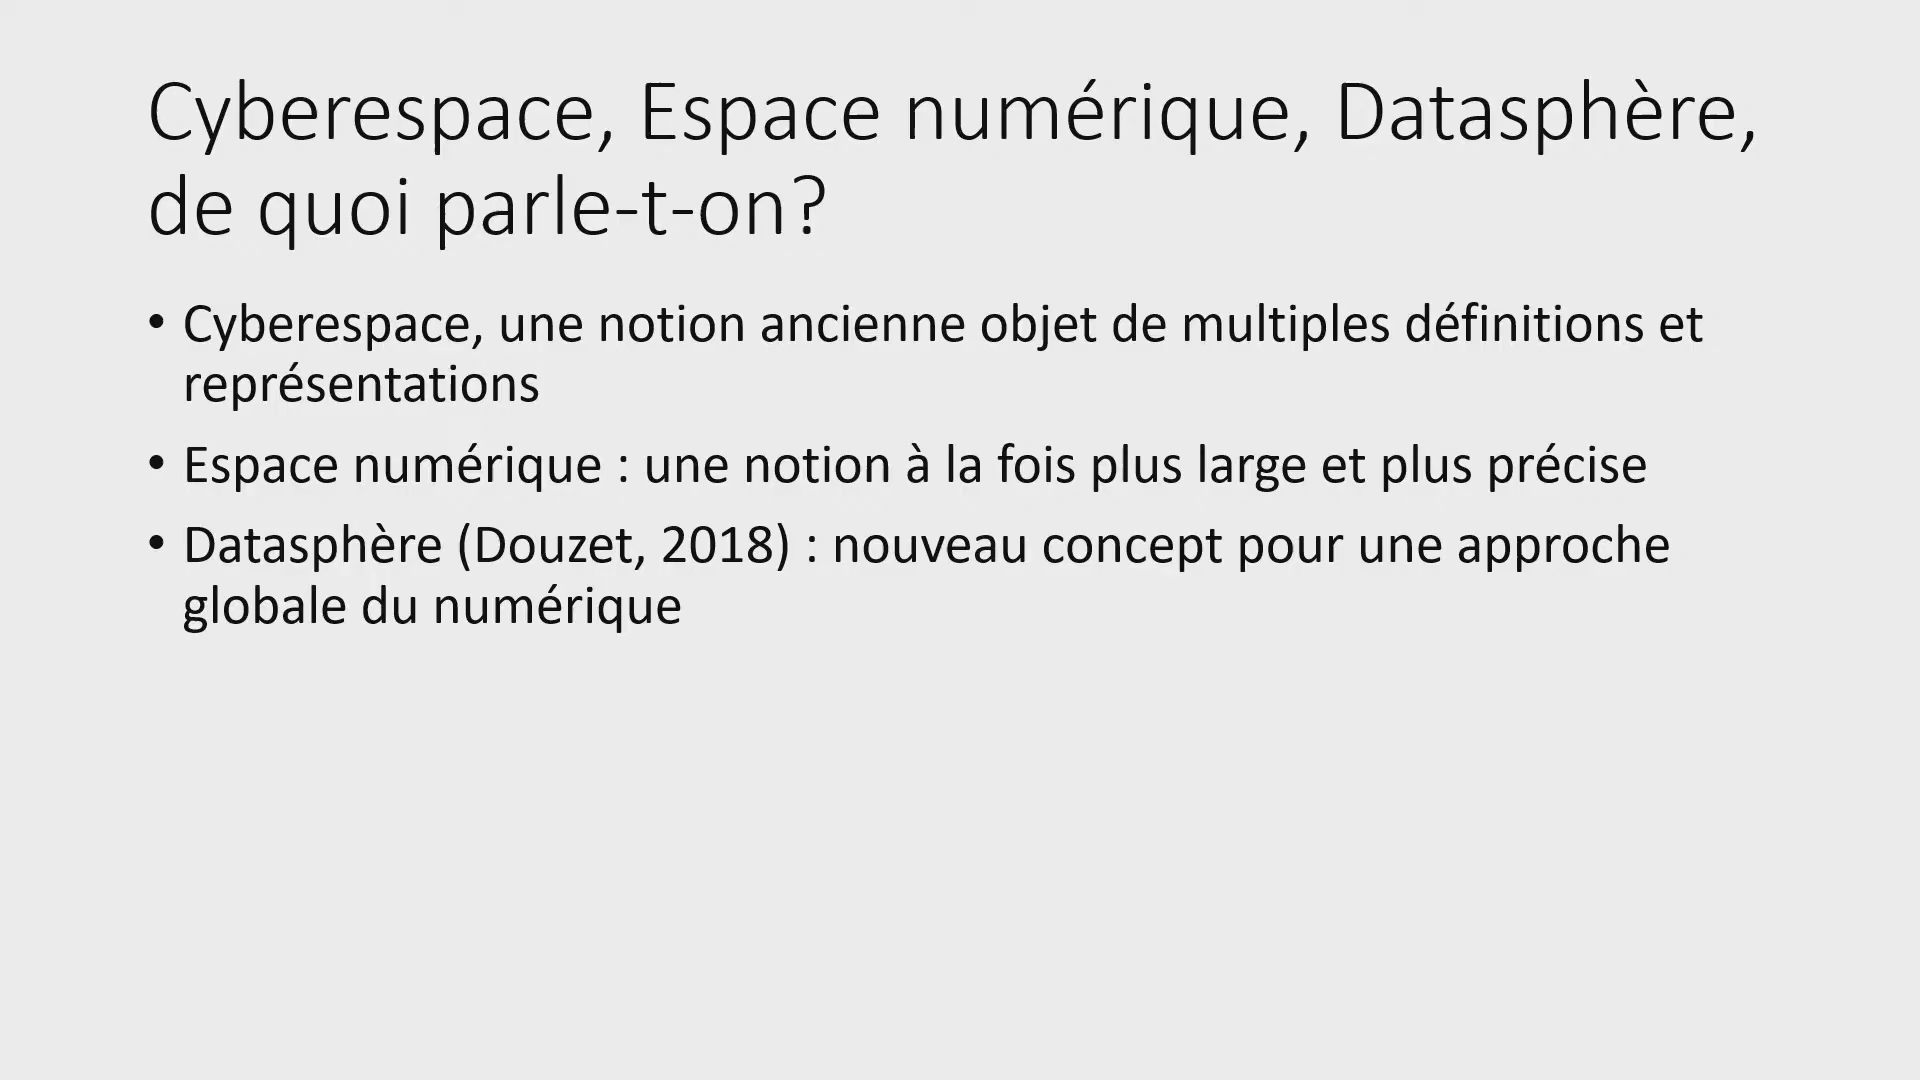 Cyberespace, Espace numérique, Datasphère,
de quoi parle-t-on?
• Cyberespace, une notion ancienne objet de multiples définitions et
représentations
• Espace numérique : une notion à la fois plus large et plus précise
• Datasphère (Douzet, 2018) : nouveau concept pour une approche
globale du numérique